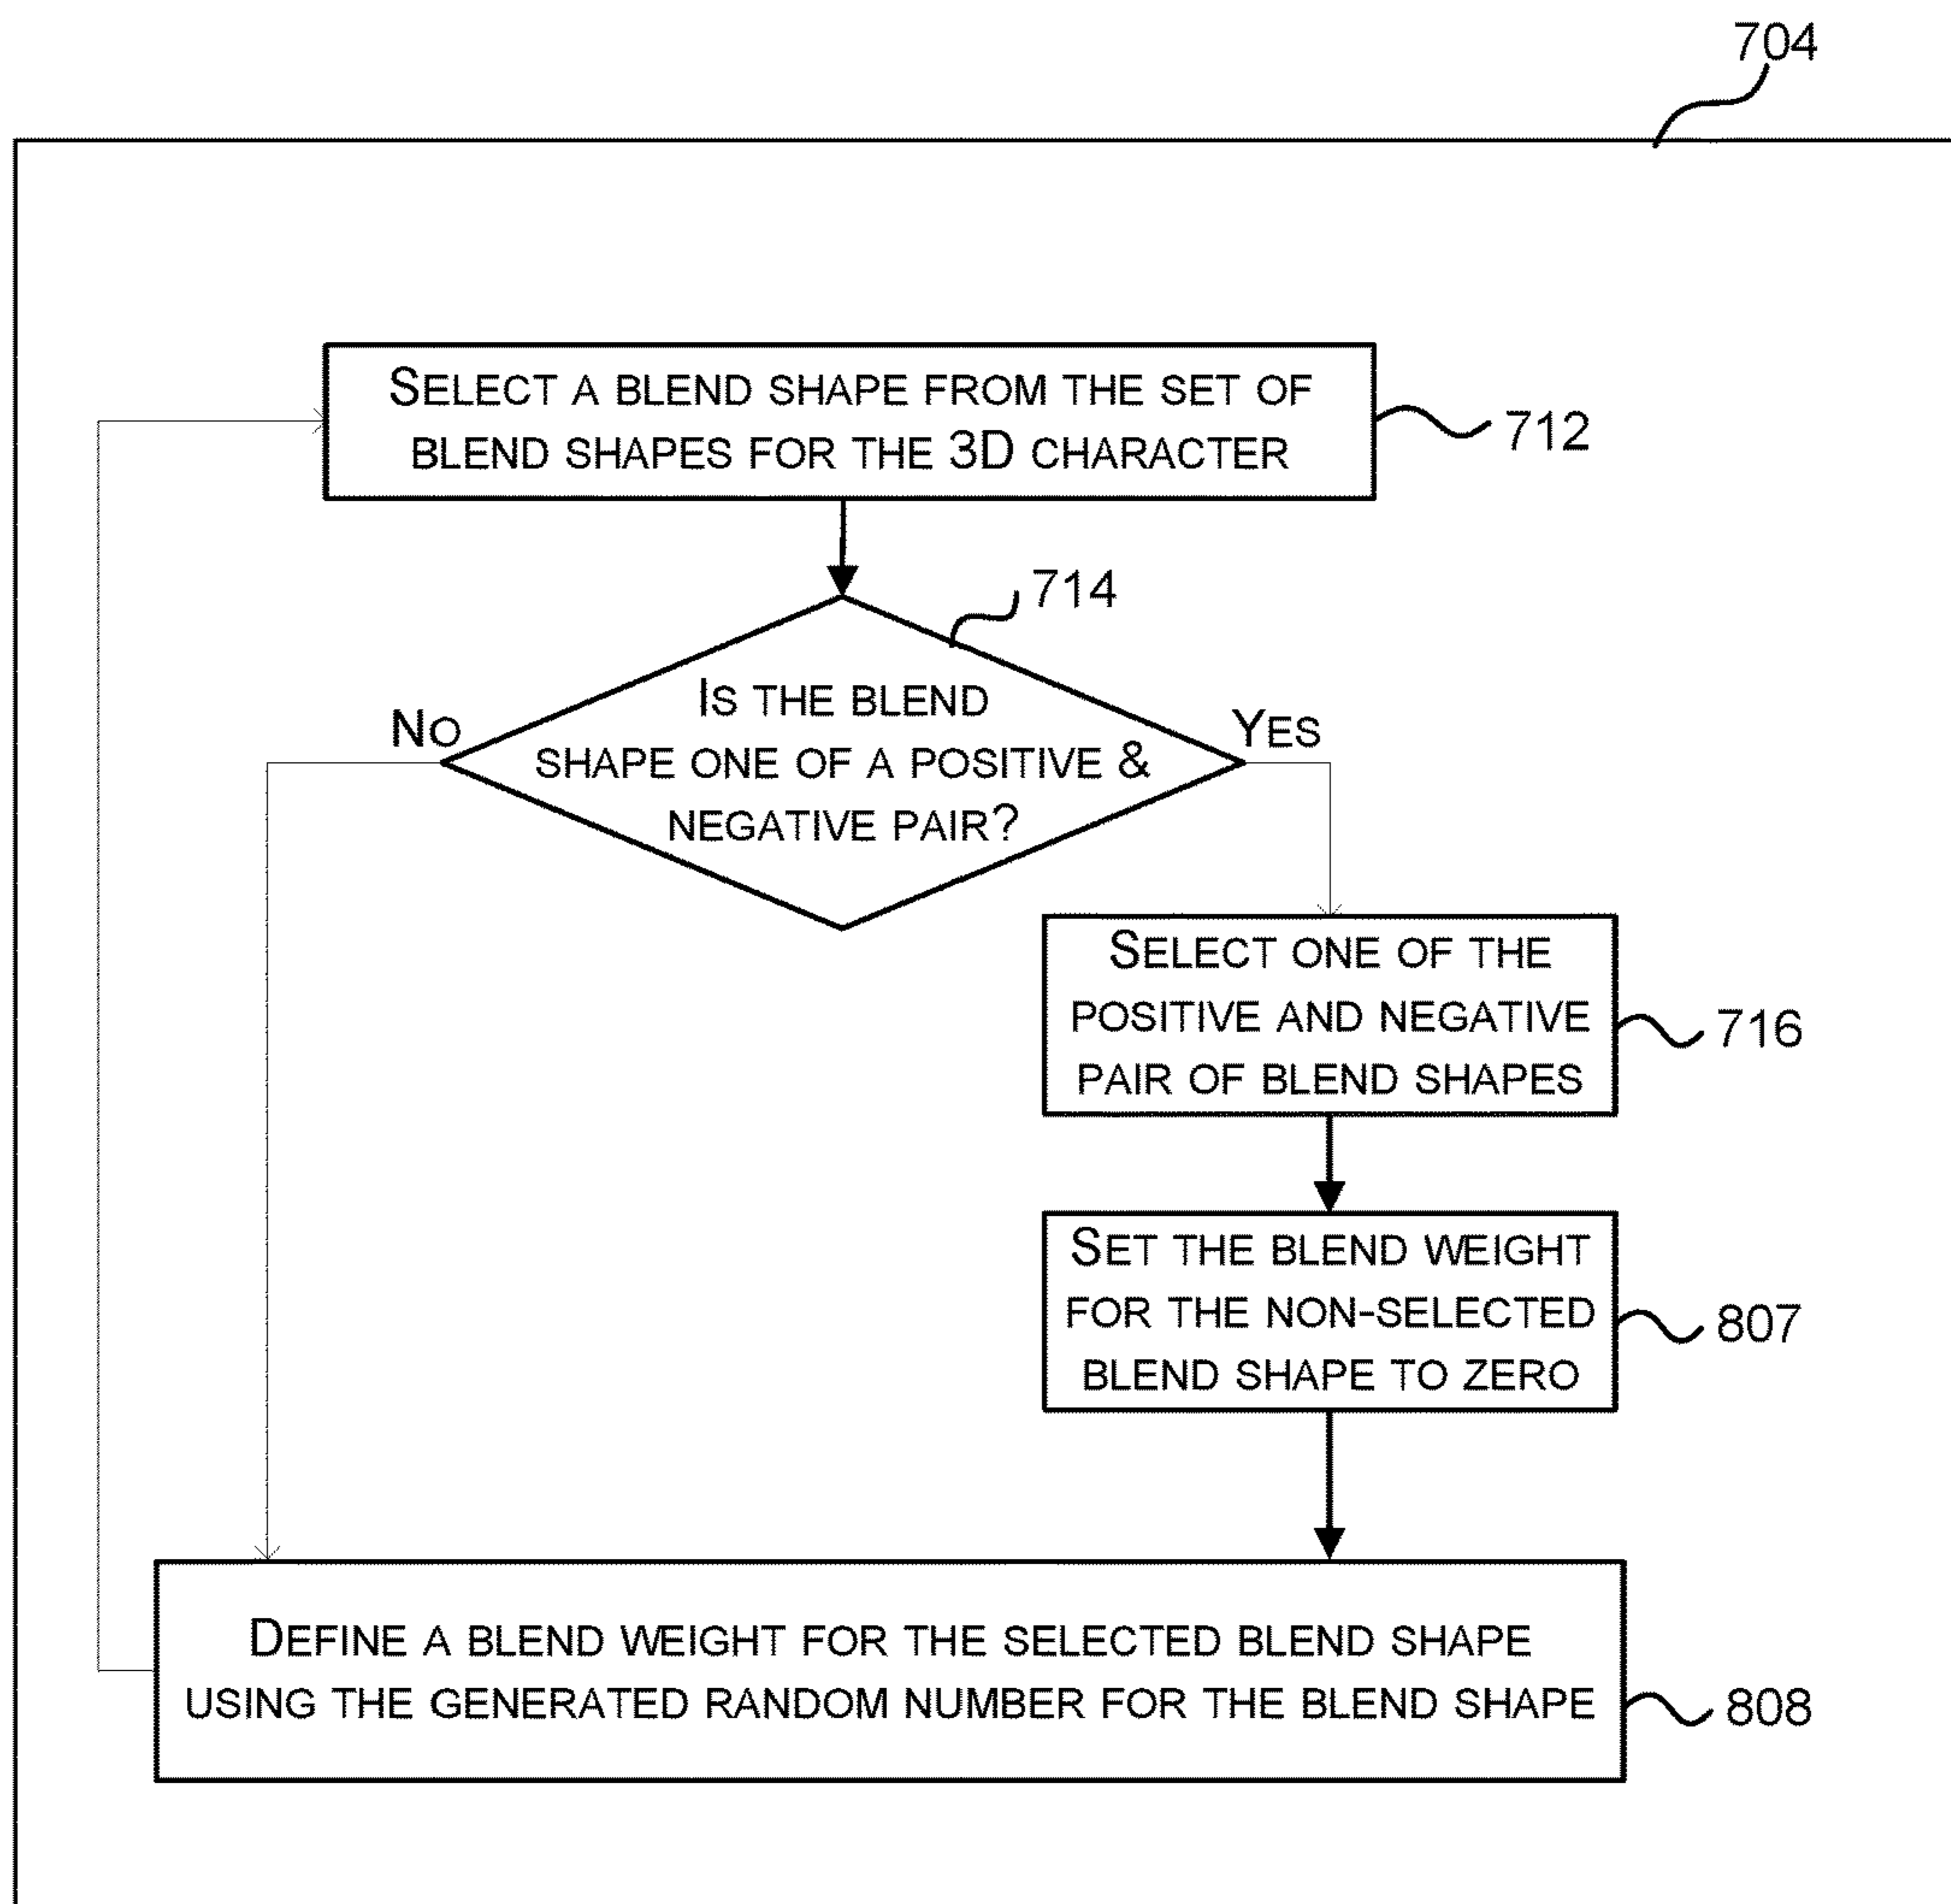 704
Select a blend shape from the set of
blend shapes for the 3D character
712
714
Is the blend
shape one of a positive &
negative pair?
No
Yes
Select one of the
positive and negative
pair of blend shapes
716
Set the blend weight
for the non-selected
blend shape to zero
807
Define a blend weight for the selected blend shape
using the generated random number for the blend shape
808